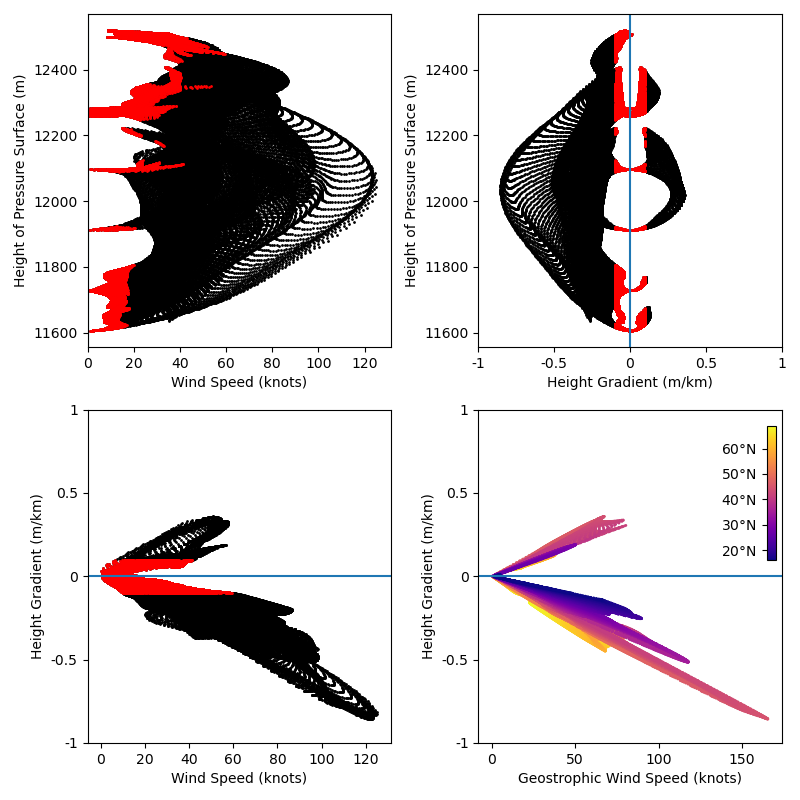 12400
12200
12000
11800
11600
Height of Pressure Surface (m)
0 20 40 60 80 100 120
Wind Speed (knots)
12400
12200
12000
11800
11600
Height of Pressure Surface (m)
-1 -0.5 0 0.5 1
Height Gradient (m/km)
1
0.5
0
-0.5
-1
Height Gradient (m/km)
0 20 40 60 80 100 120
Wind Speed (knots)
1
0.5
0
-0.5
-1
Height Gradient (m/km)
60°N
50°N
40°N
30°N
20°N
0 50 100 150
Geostrophic Wind Speed (knots)